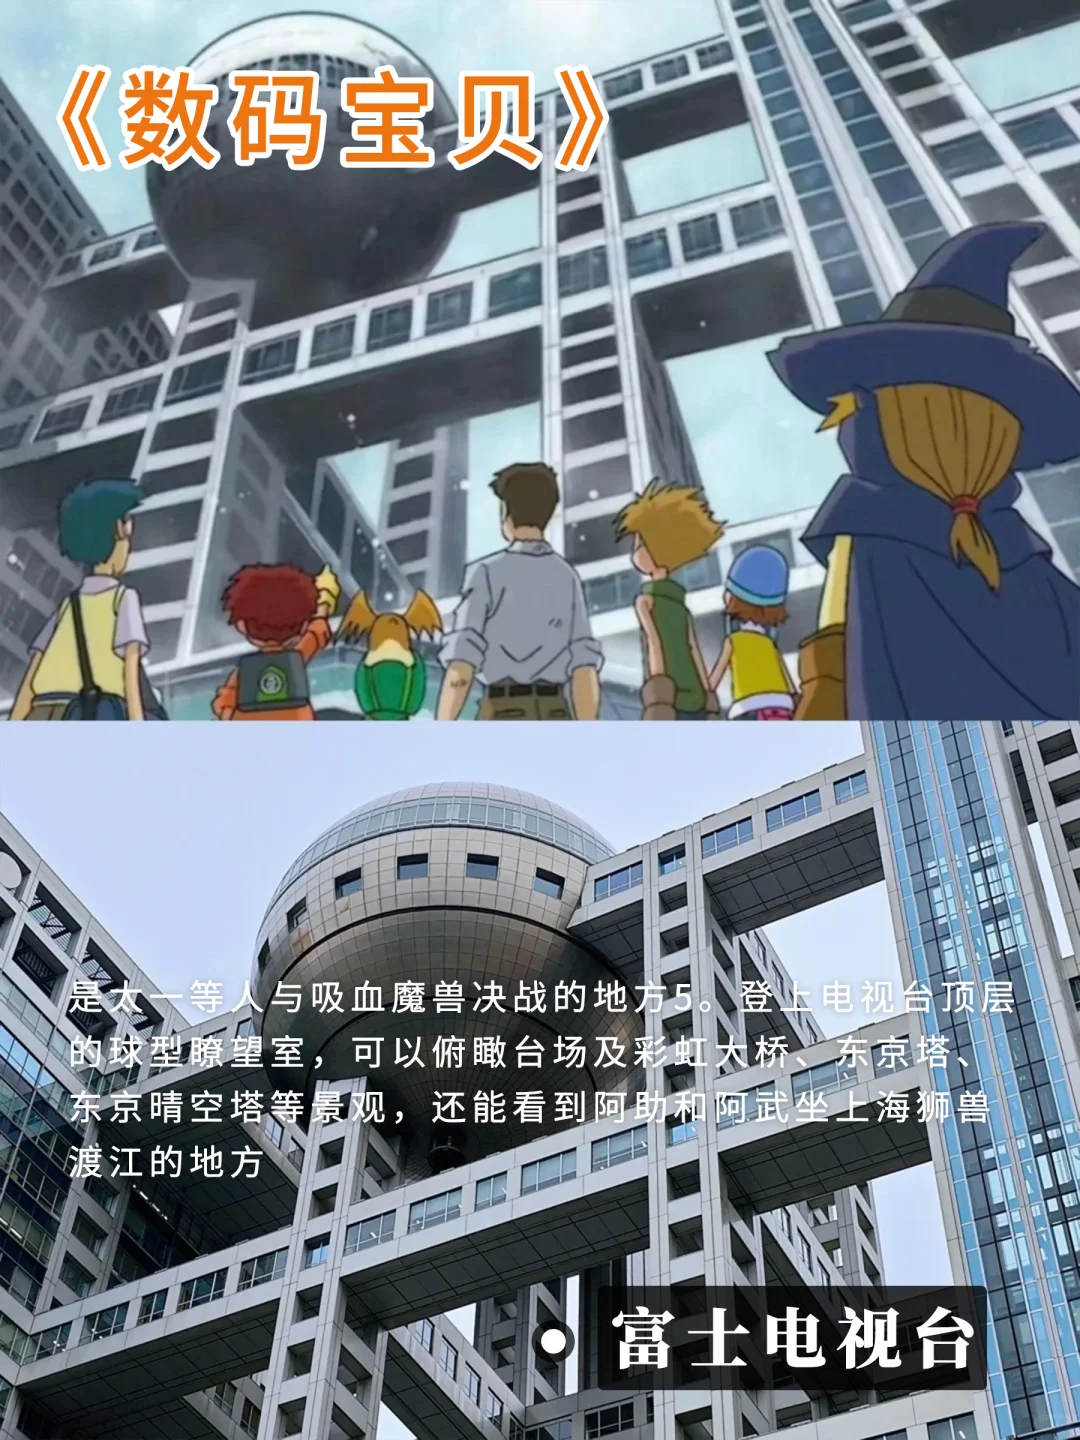 《数码宝贝》
是太一等人与吸血魔兽决战的地方5。登上电视台顶层
的球型瞭望室，可以俯瞰台场及彩虹大桥、东京塔、
东京晴空塔等景观，还能看到阿助和阿武坐上海狮兽
渡江的地方
富士电视台